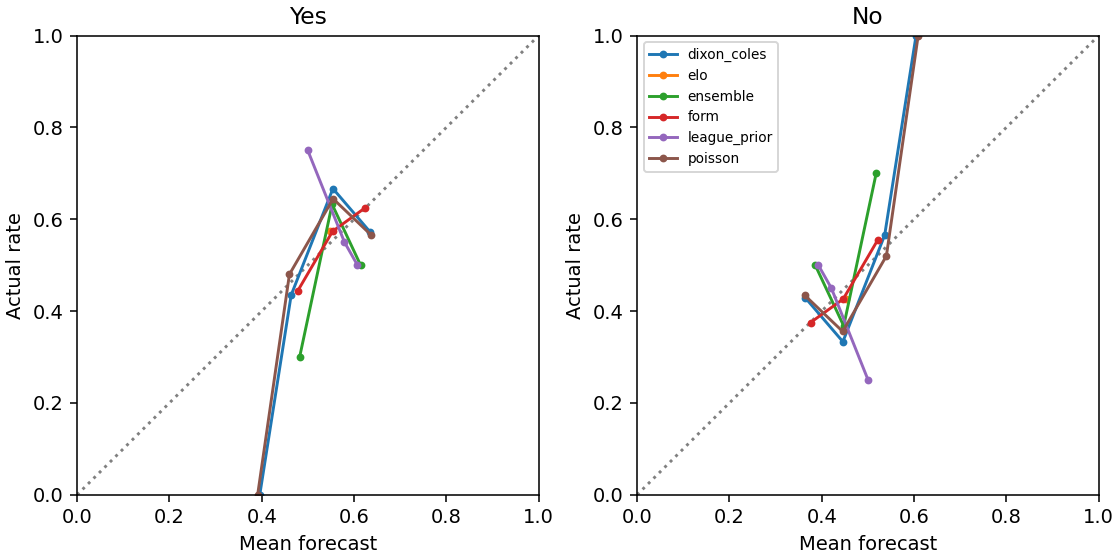 Yes
No
1.0
0.8
0.6
0.4
0.2
0.0
Actual rate
0.0
0.2
0.4
0.6
0.8
1.0
Mean forecast
1.0
0.8
0.6
0.4
0.2
0.0
Actual rate
dixon_coles
elo
ensemble
form
league_prior
poisson
0.0
0.2
0.4
0.6
0.8
1.0
Mean forecast